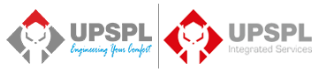 UPSPL
Engineering Your Comfort
UPSPL
Integrated Services